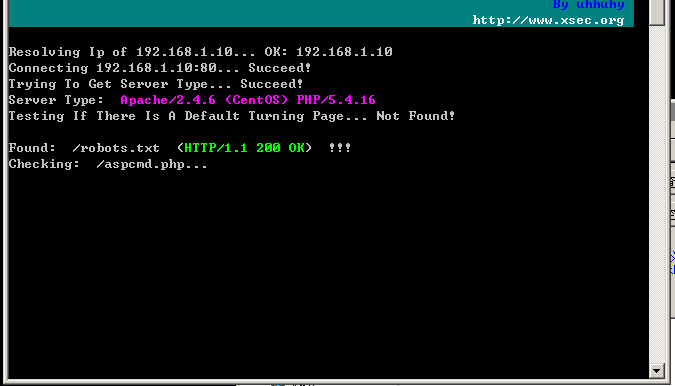 By uhhuhy
http://www.xsec.org
Resolving Ip of 192.168.1.10... OK: 192.168.1.10
Connecting 192.168.1.10:80... Succeed!
Trying To Get Server Type... Succeed!
Server Type:  Apache/2.4.6 (CentOS) PHP/5.4.16
Testing If There Is A Default Turning Page... Not Found!
Found:  /robots.txt  (HTTP/1.1 200 OK)  !!!
Checking:  /aspcmd.php...